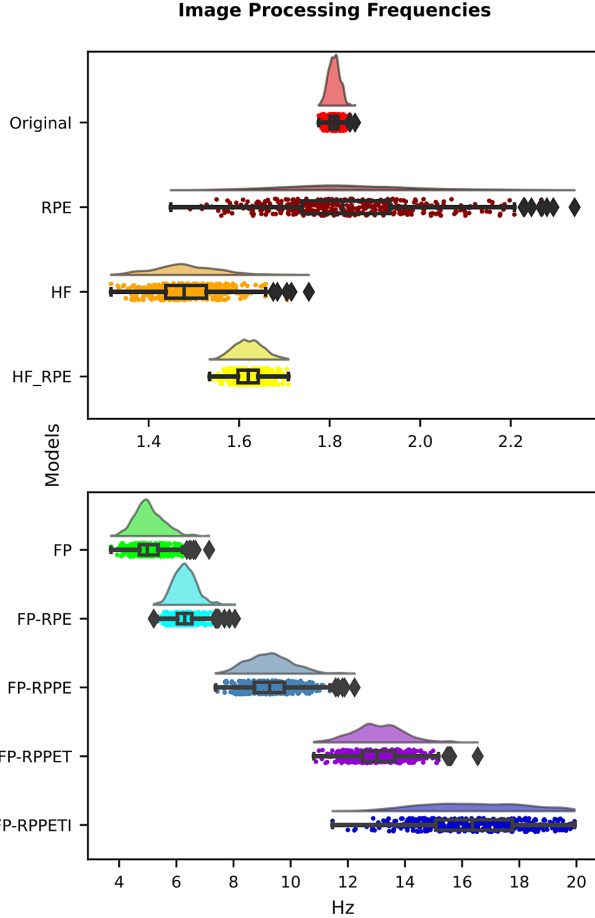 Image Processing Frequencies
Original
RPE
HF
HF_RPE
1.4 1.6 1.8 2.0 2.2
Models
FP
FP-RPE
FP-RPPE
FP-RPPET
FP-RPPETI
4 6 8 10 12 14 16 18 20
Hz